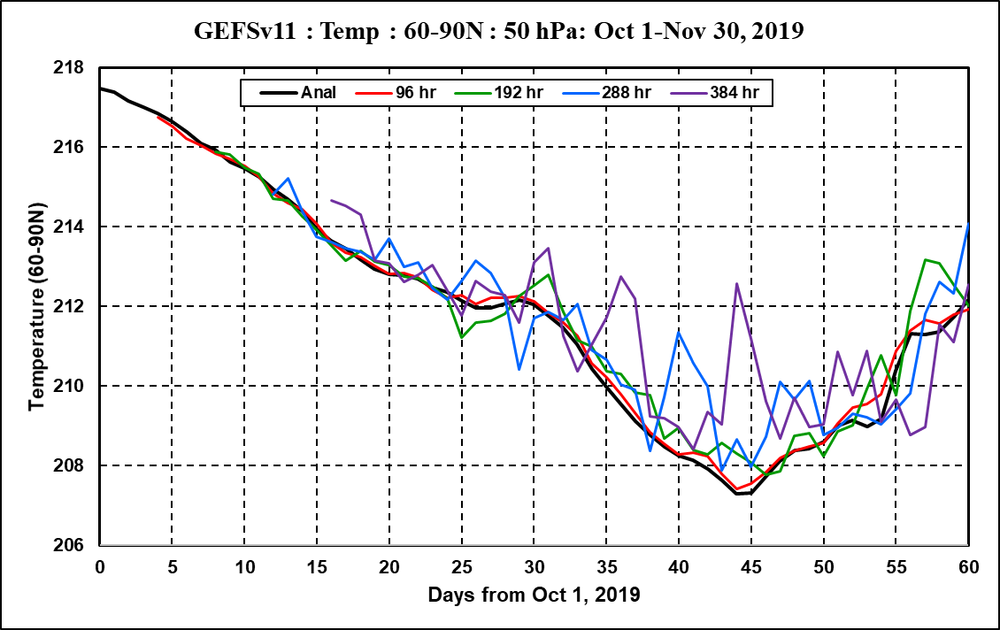 GEFSv11 : Temp : 60-90N : 50 hPa: Oct 1-Nov 30, 2019
Anal 96 hr 192 hr 288 hr 384 hr
Temperature (60-90N)
218
216
214
212
210
208
206
0 5 10 15 20 25 30 35 40 45 50 55 60
Days from Oct 1, 2019